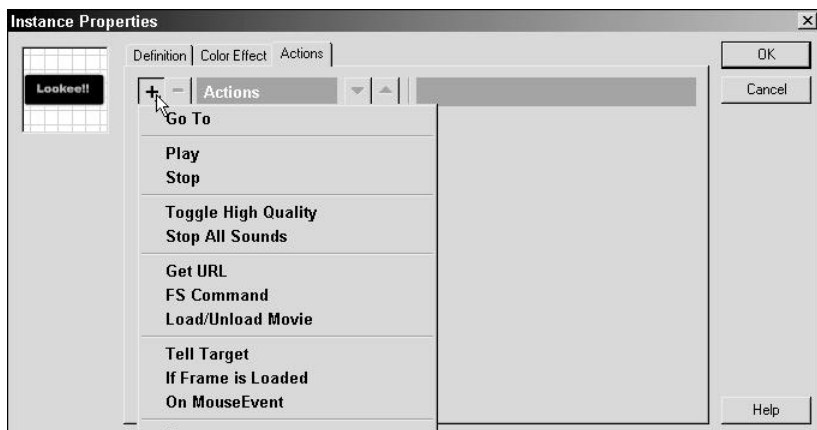 Instance Properties
Definition Color Effect Actions
OK
Lookee!!
+ - Actions
Cancel
Go To
Play
Stop
Toggle High Quality
Stop All Sounds
Get URL
FS Command
Load/Unload Movie
Tell Target
If Frame is Loaded
On MouseEvent
Help